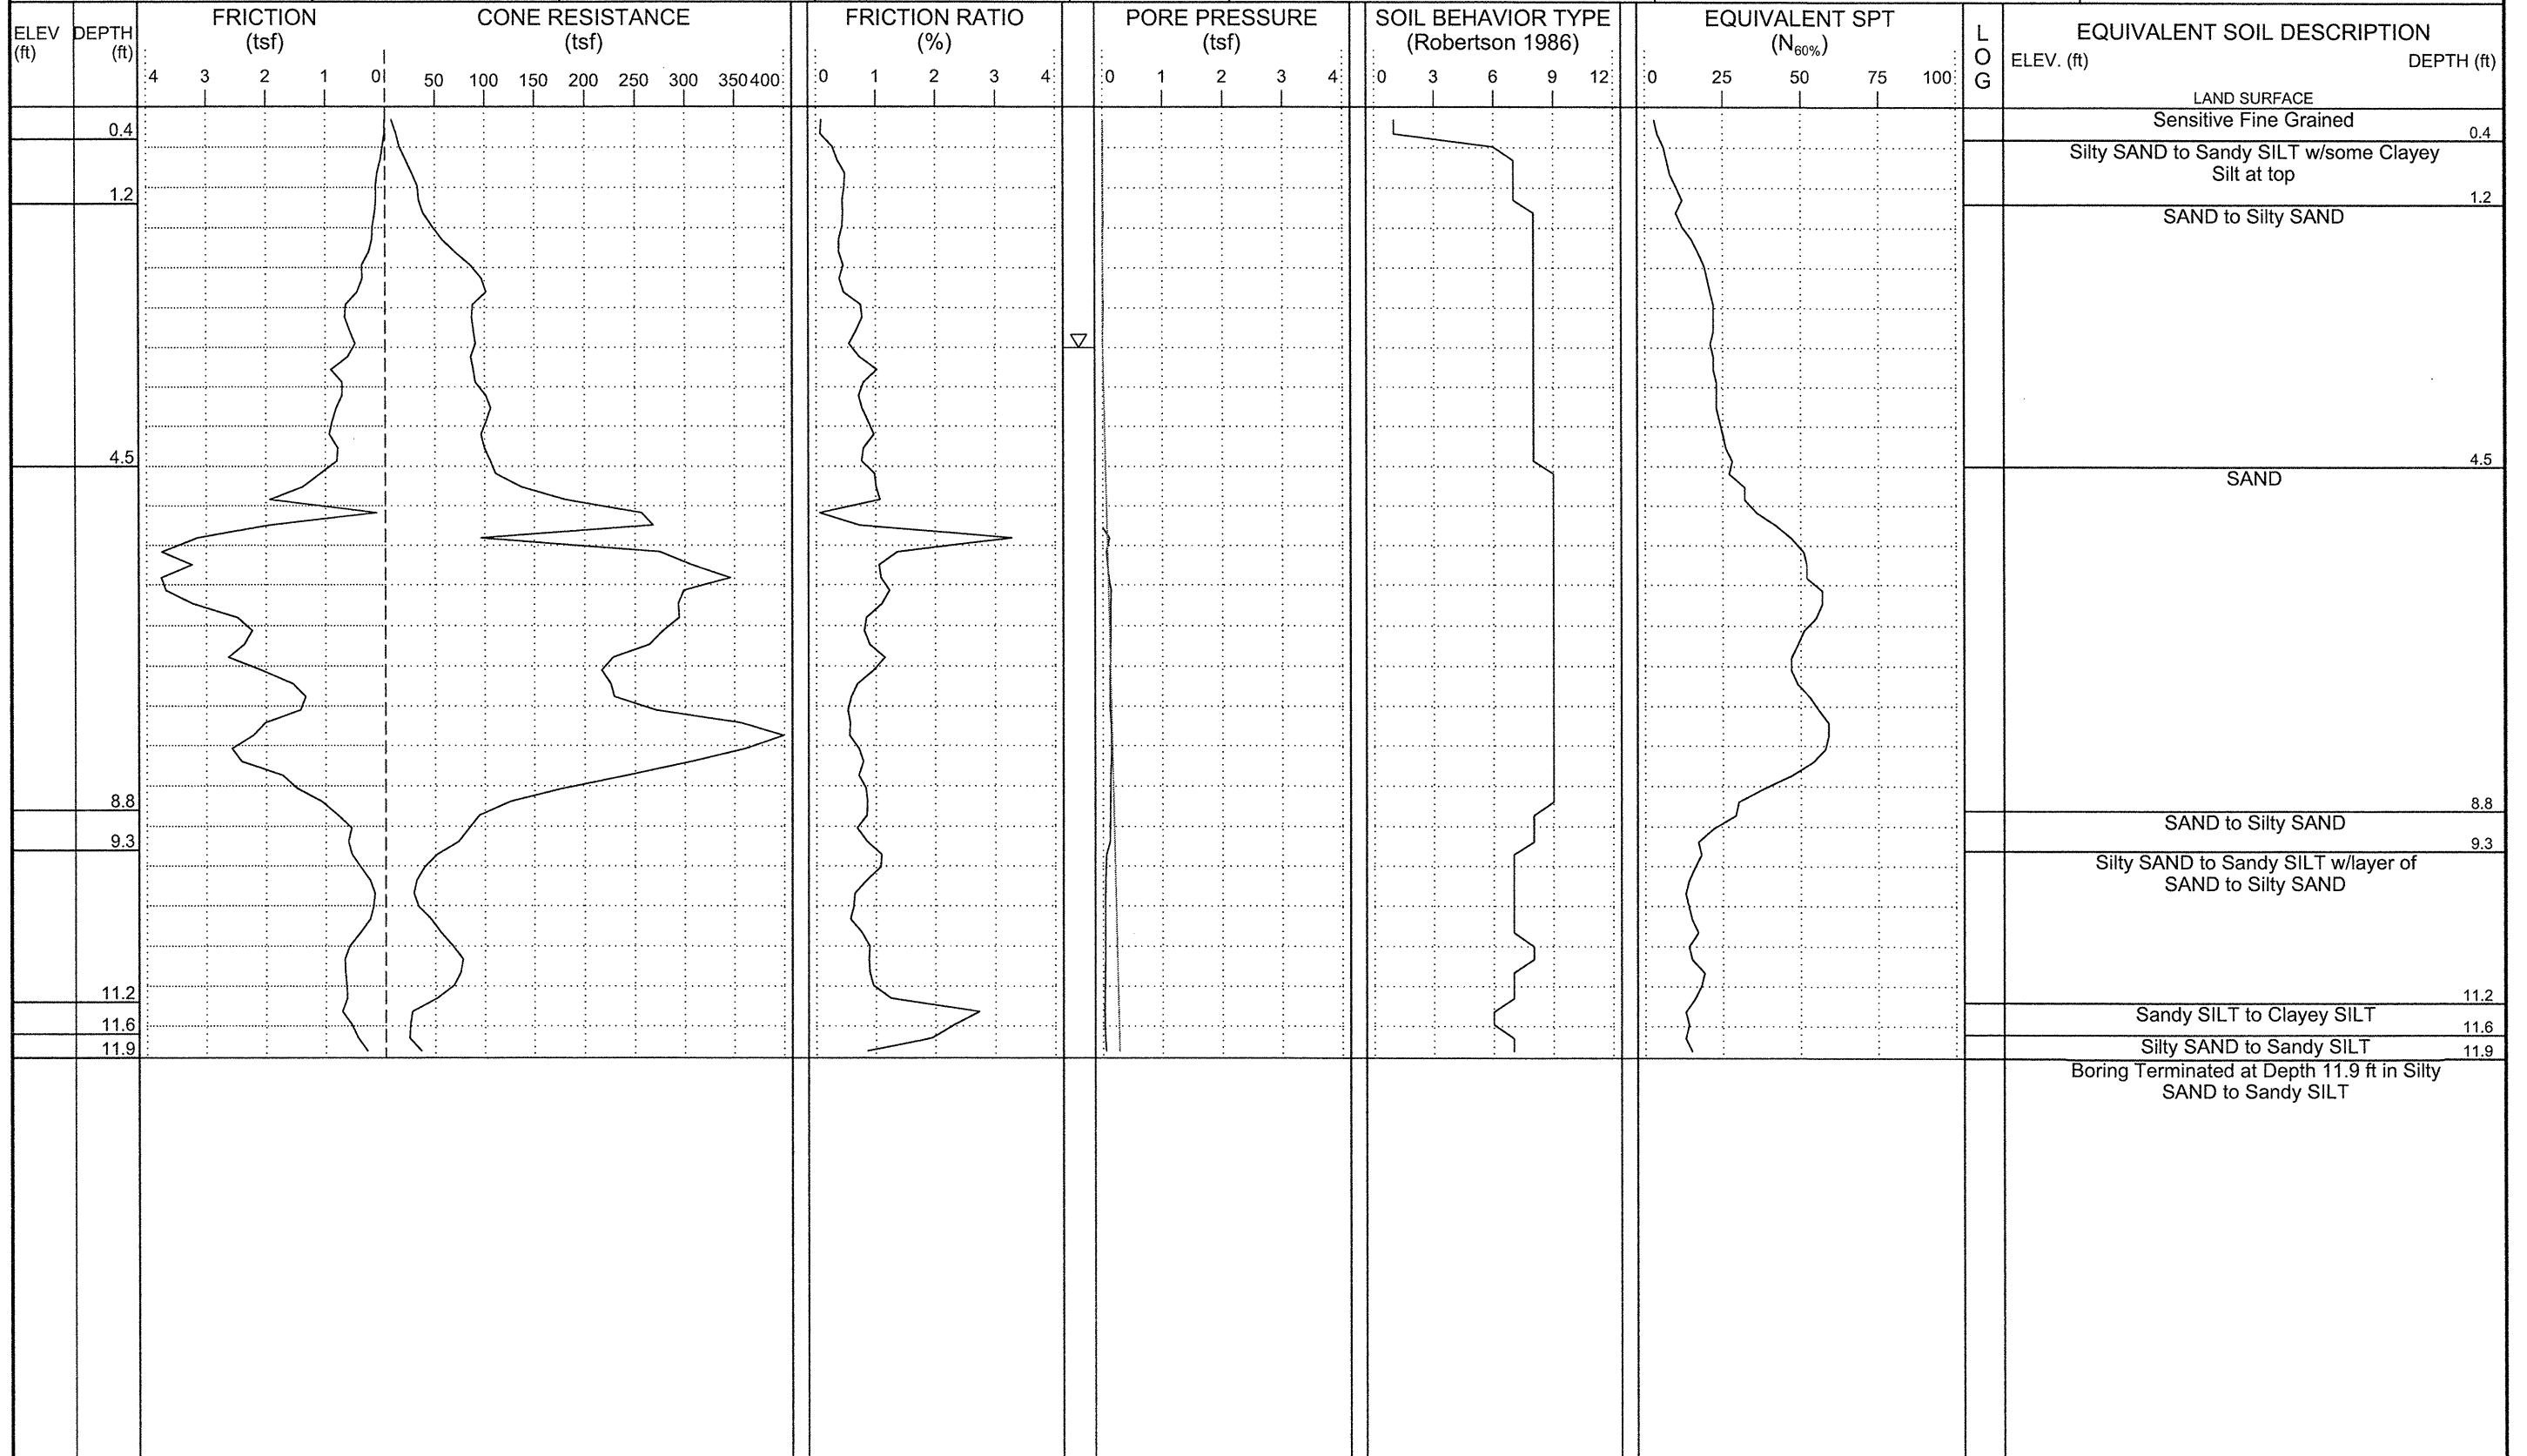 FRICTION CONE RESISTANCE FRICTION RATIO PORE PRESSURE SOIL BEHAVIOR TYPE EQUIVALENT SPT
ELEV DEPTH (tsf) (tsf) (%) (tsf) (Robertson 1986) (N60%) L EQUIVALENT SOIL DESCRIPTION
(ft) (ft) O ELEV. (ft) DEPTH (ft)
4 3 2 1 0 50 100 150 200 250 300 350 400 0 1 2 3 4 0 1 2 3 4 0 3 6 9 12 0 25 50 75 100 G
LAND SURFACE
0.4 Sensitive Fine Grained 0.4
Silty SAND to Sandy SILT w/some Clayey
Silt at top
1.2 1.2
SAND to Silty SAND
4.5 4.5
SAND
8.8 8.8
SAND to Silty SAND
9.3 9.3
Silty SAND to Sandy SILT w/layer of
SAND to Silty SAND
11.2 11.2
Sandy SILT to Clayey SILT
11.6 11.6
Silty SAND to Sandy SILT
11.9 11.9
Boring Terminated at Depth 11.9 ft in Silty
SAND to Sandy SILT